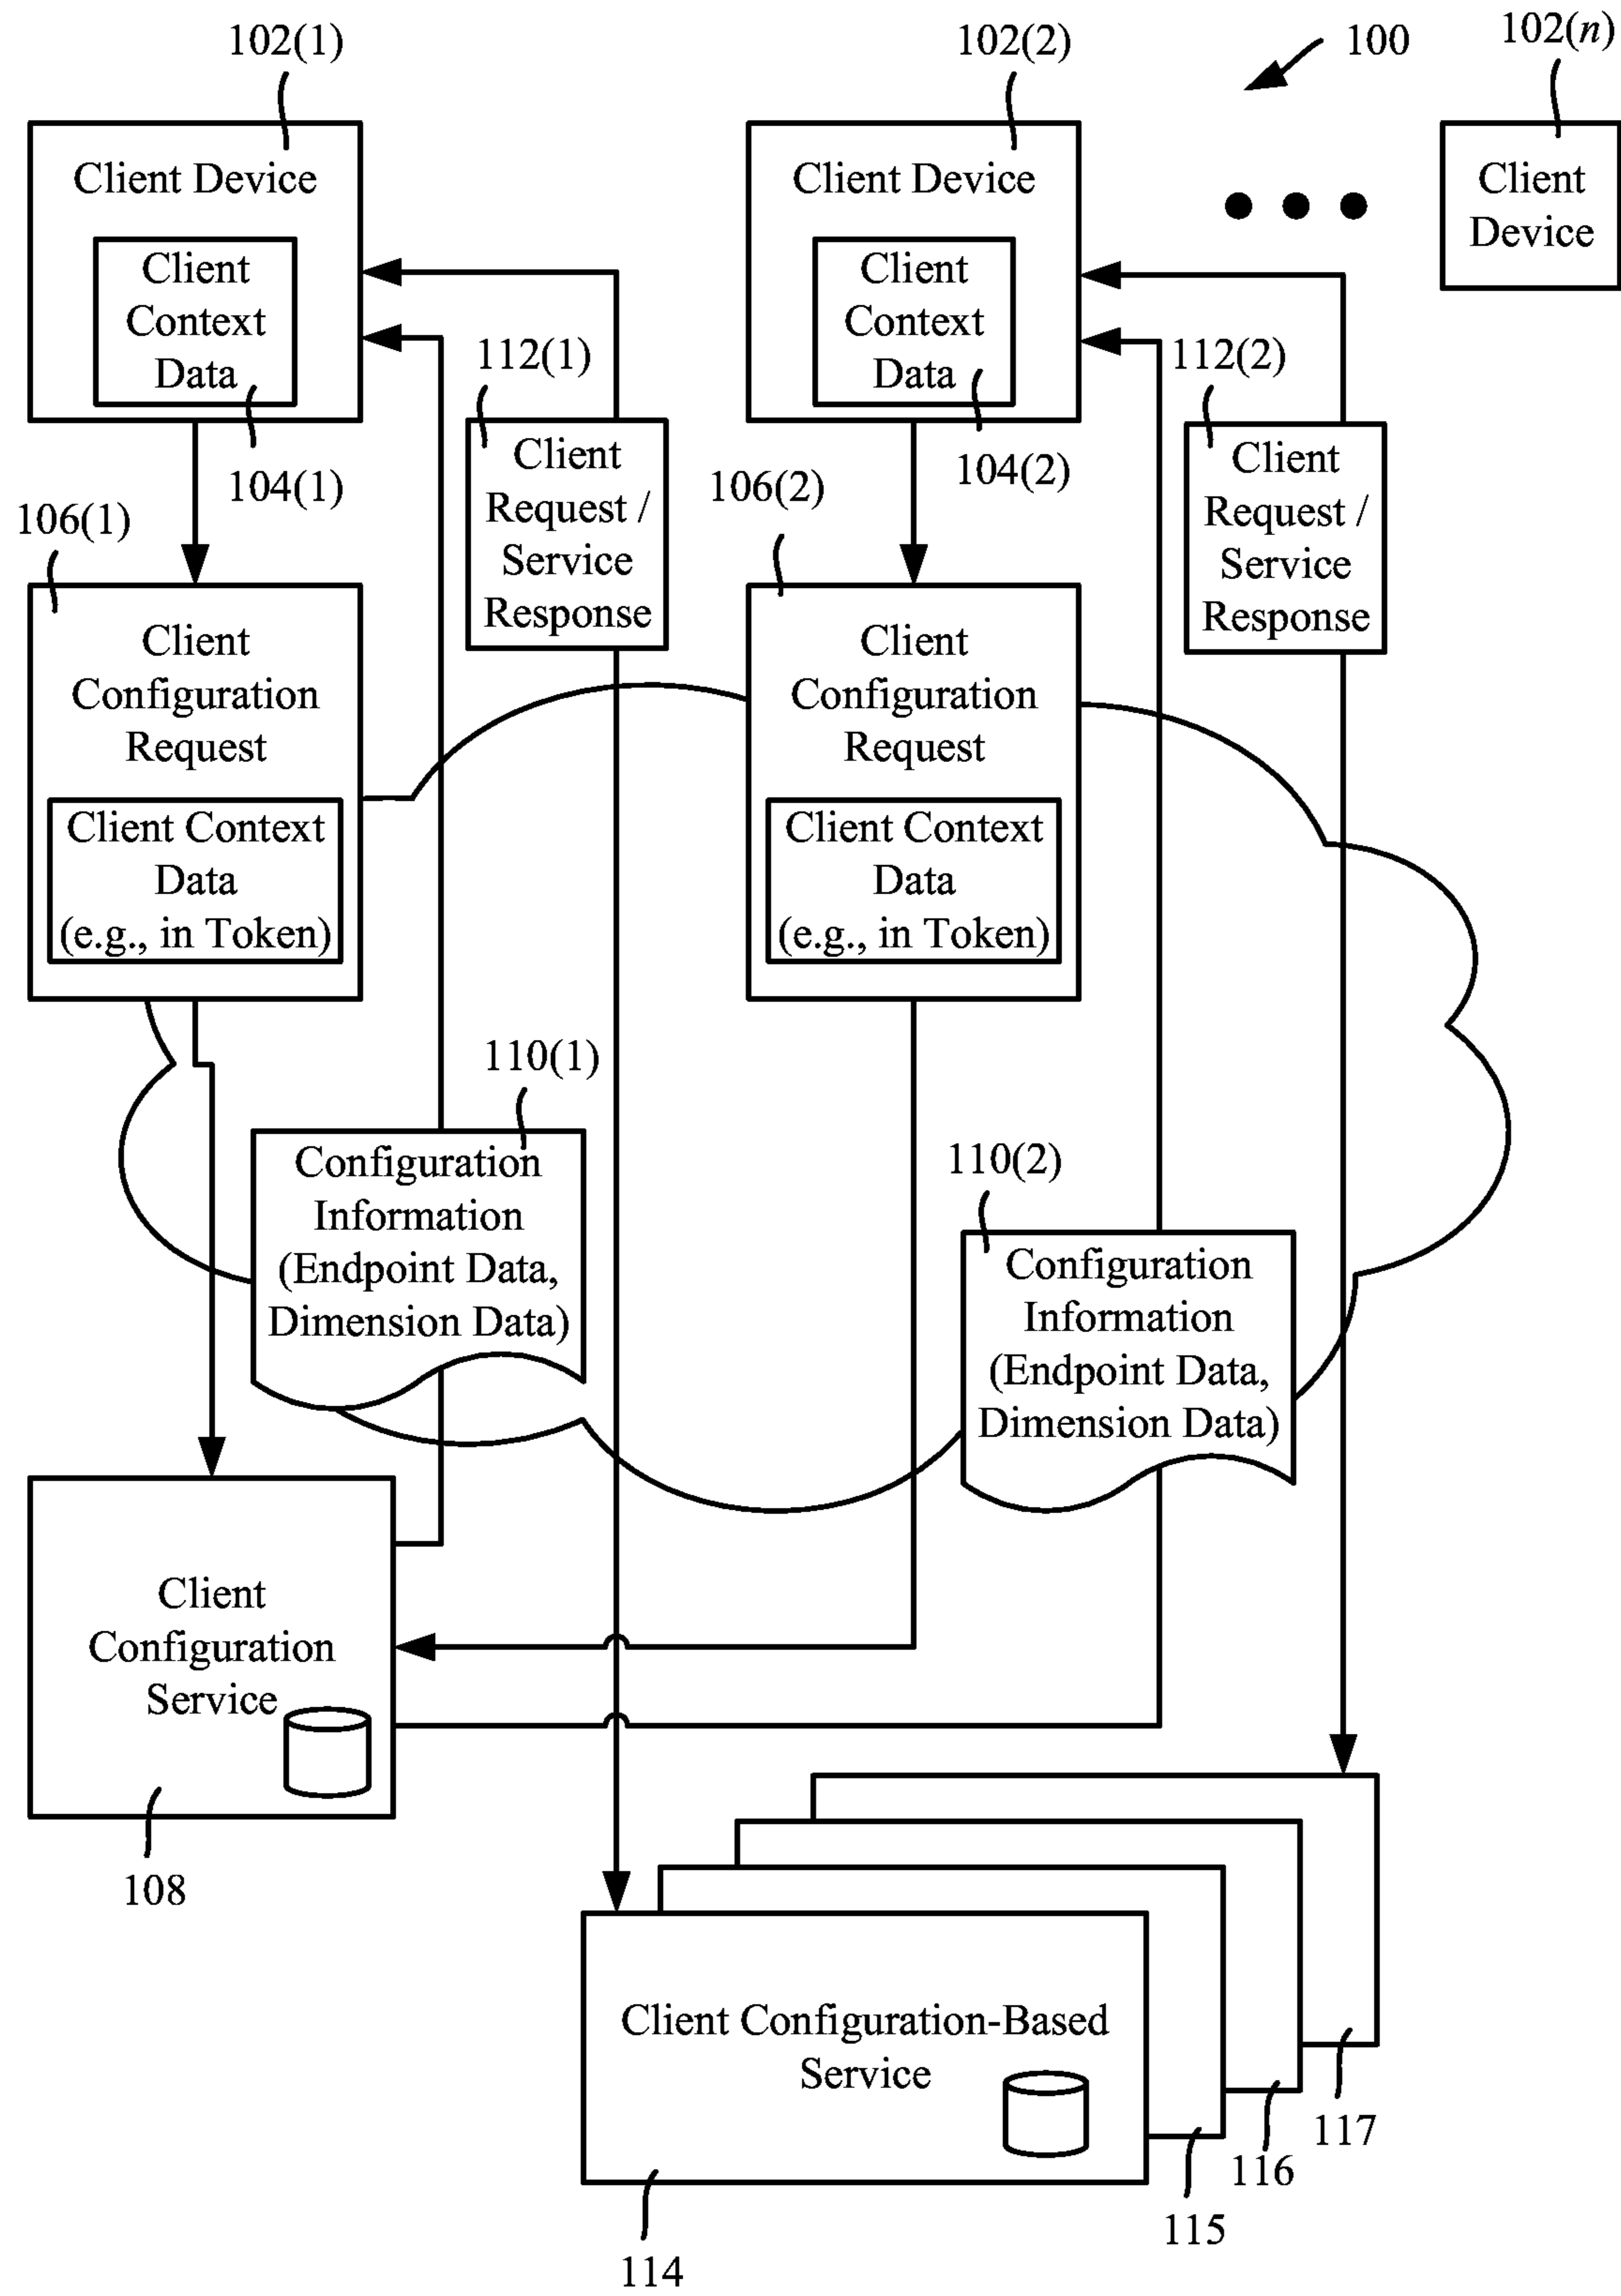 102(1)
102(2)
100
102(n)
Client Device
Client
Context
Data
104(1)
Client Device
Client
Context
Data
104(2)
Client
Device
112(1)
Client
Request /
Service
Response
112(2)
Client
Request /
Service
Response
106(1)
Client
Configuration
Request
Client Context
Data
(e.g., in Token)
106(2)
Client
Configuration
Request
Client Context
Data
(e.g., in Token)
110(1)
Configuration
Information
(Endpoint Data,
Dimension Data)
110(2)
Configuration
Information
(Endpoint Data,
Dimension Data)
Client
Configuration
Service
108
Client Configuration-Based
Service
114
115
116
117